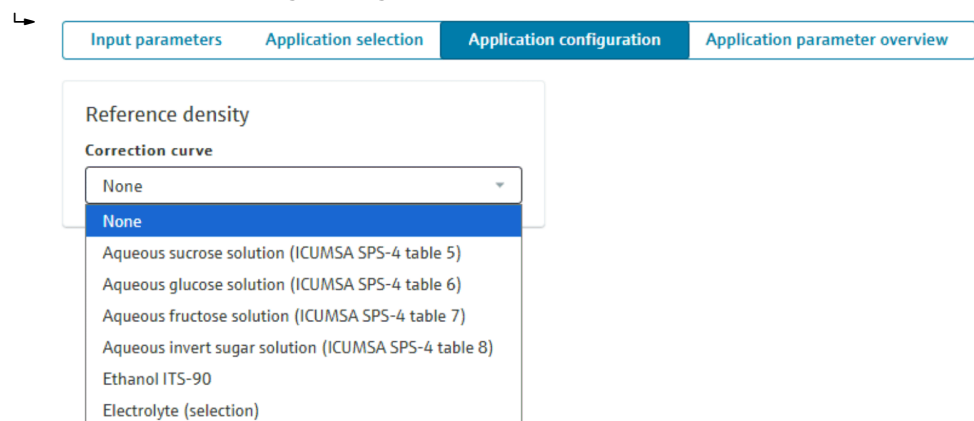 Input parameters Application selection Application configuration Application parameter overview
Reference density
Correction curve
None
None
Aqueous sucrose solution (ICUMSA SPS-4 table 5)
Aqueous glucose solution (ICUMSA SPS-4 table 6)
Aqueous fructose solution (ICUMSA SPS-4 table 7)
Aqueous invert sugar solution (ICUMSA SPS-4 table 8)
Ethanol ITS-90
Electrolyte (selection)